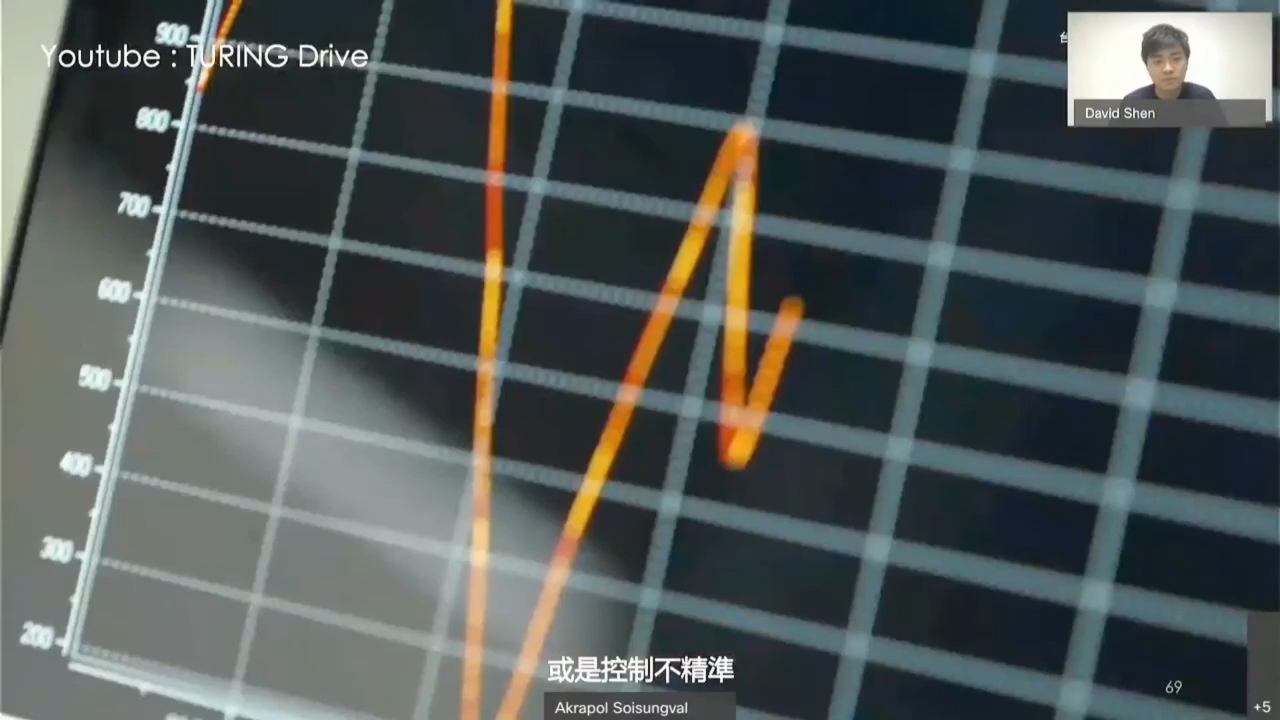 Youtube : TURING Drive
David Shen
900
800
700
600
500
400
300
200
或是控制不精準
69
Akrapol Soisungval
+5